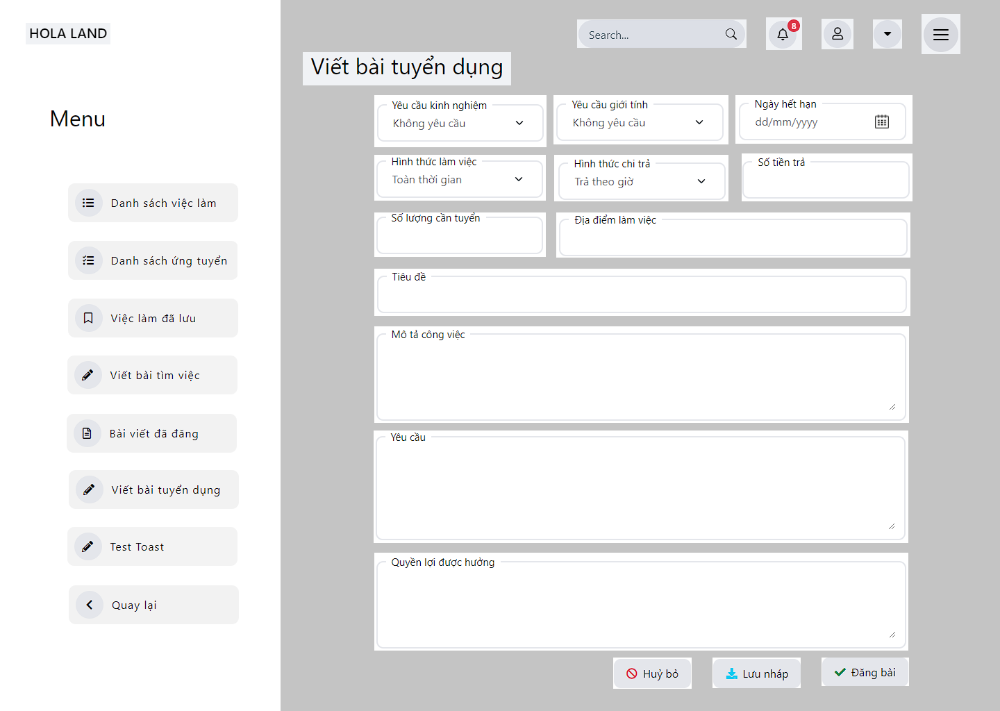 HOLA LAND
Search...
8
Viết bài tuyển dụng
Menu
Danh sách việc làm
Danh sách ứng tuyển
Việc làm đã lưu
Viết bài tìm việc
Bài viết đã đăng
Viết bài tuyển dụng
Test Toast
Quay lại
Yêu cầu kinh nghiệm
Không yêu cầu
Yêu cầu giới tính
Không yêu cầu
Ngày hết hạn
dd/mm/yyyy
Hình thức làm việc
Toàn thời gian
Hình thức chi trả
Trả theo giờ
Số tiền trả
Số lượng cần tuyển
Địa điểm làm việc
Tiêu đề
Mô tả công việc
Yêu cầu
Quyền lợi được hưởng
Huỷ bỏ
Lưu nháp
Đăng bài